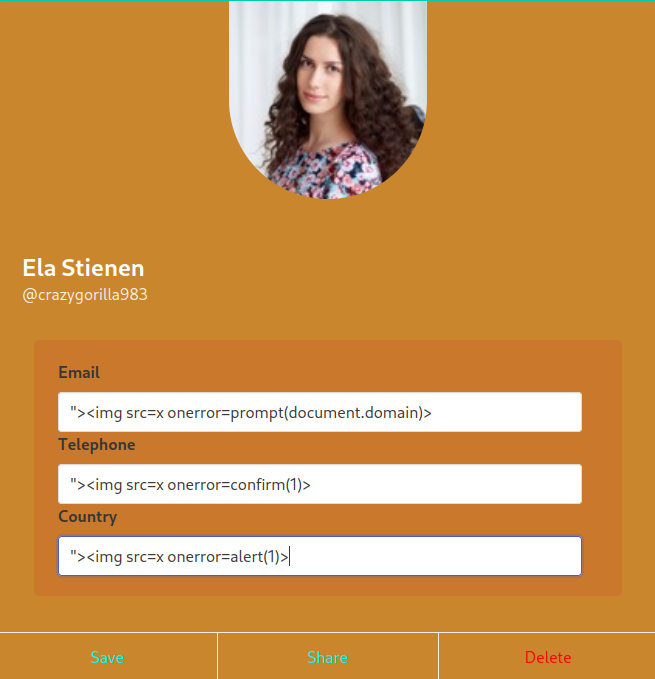 Ela Stienen
@crazygorilla983
Email
"><img src=x onerror=prompt(document.domain)>
Telephone
"><img src=x onerror=confirm(1)>
Country
"><img src=x onerror=alert(1)>
Save Share Delete